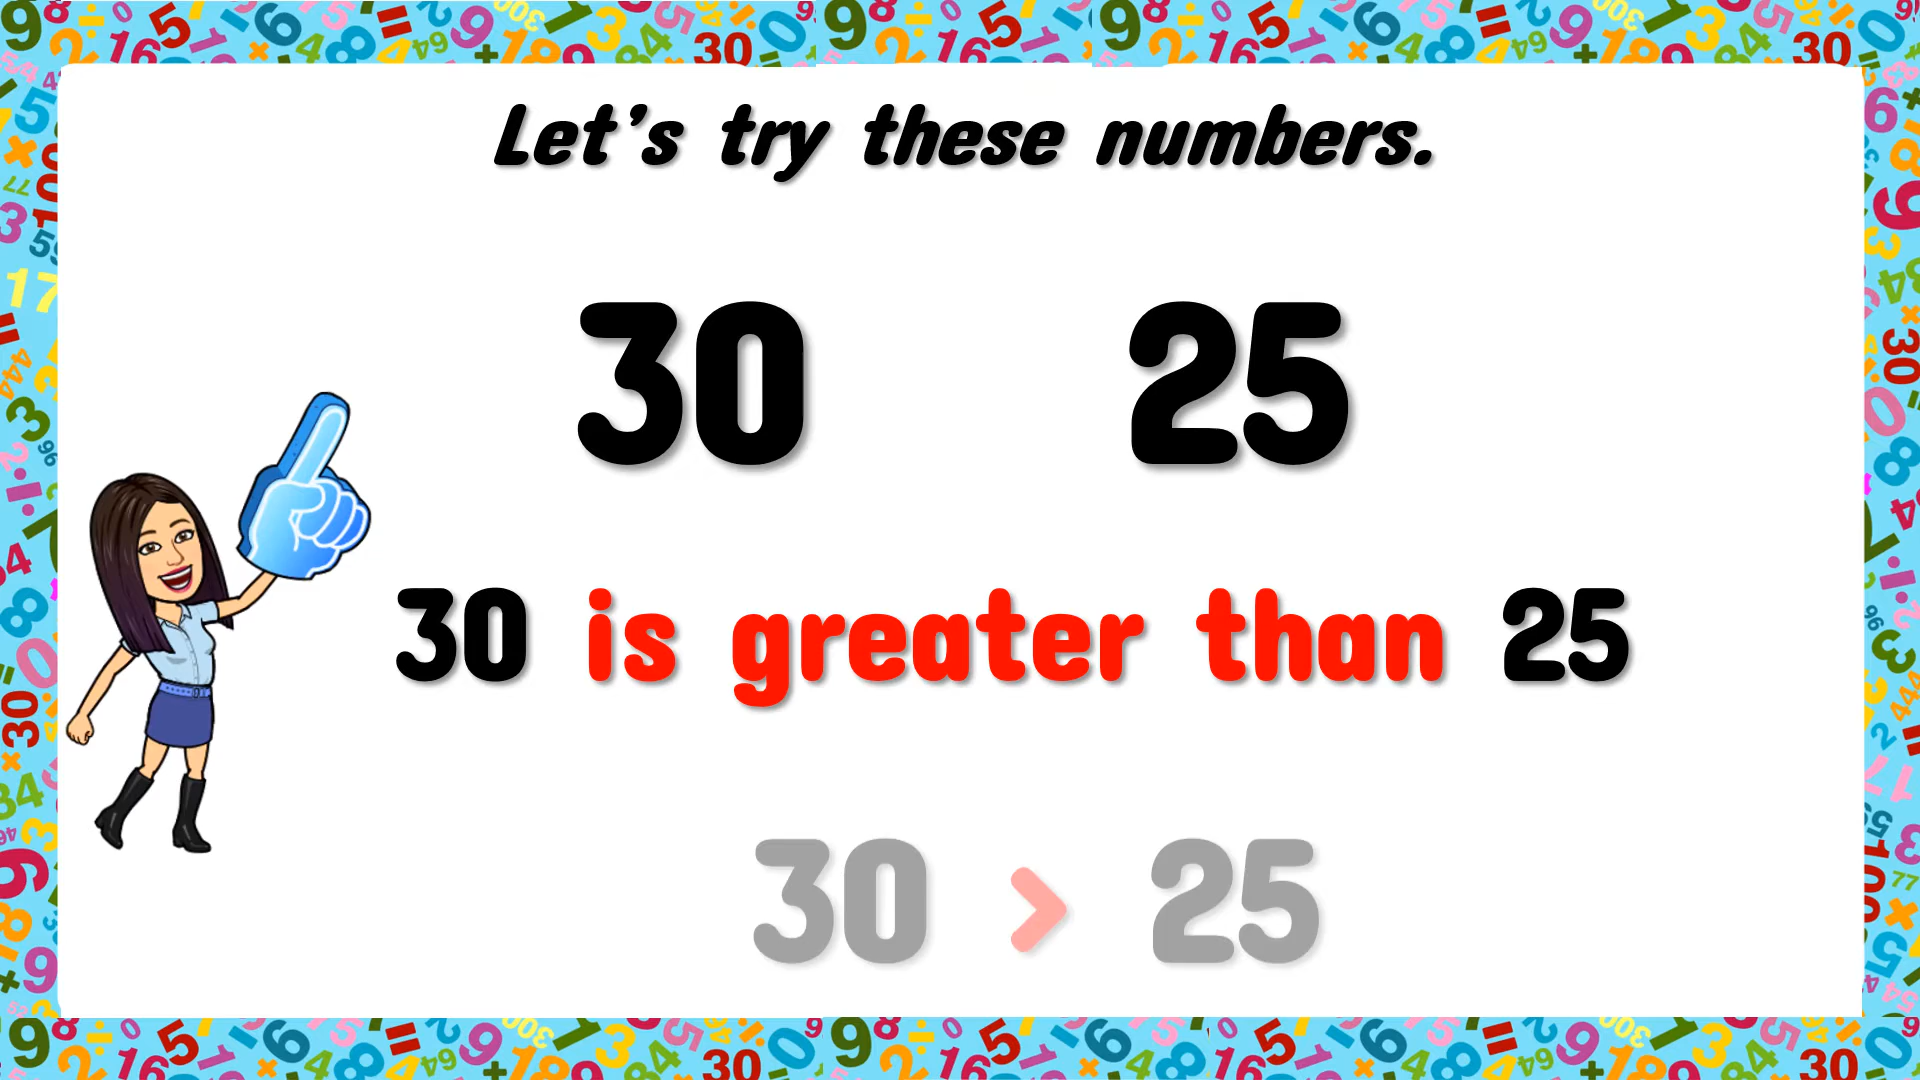 Let's try these numbers.
30 25
30 is greater than 25
30 > 25